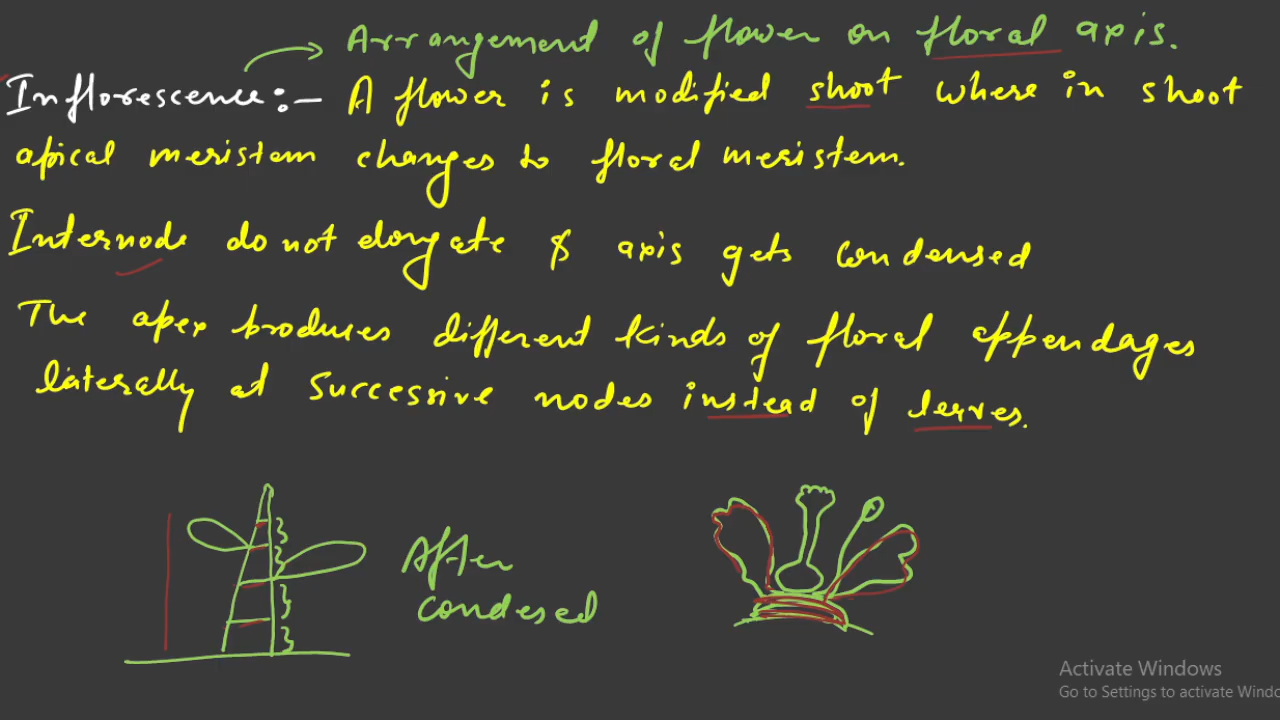 Arrangement of flower on floral axis.
Inflorescence:- A flower is modified shoot where in shoot
apical meristem changes to floral meristem.
Internode do not elongate & axis gets condensed
The apex produces different kinds of floral appendages
laterally at successive nodes instead of leaves.
After
condesed
Activate Windows
Go to Settings to activate Windo